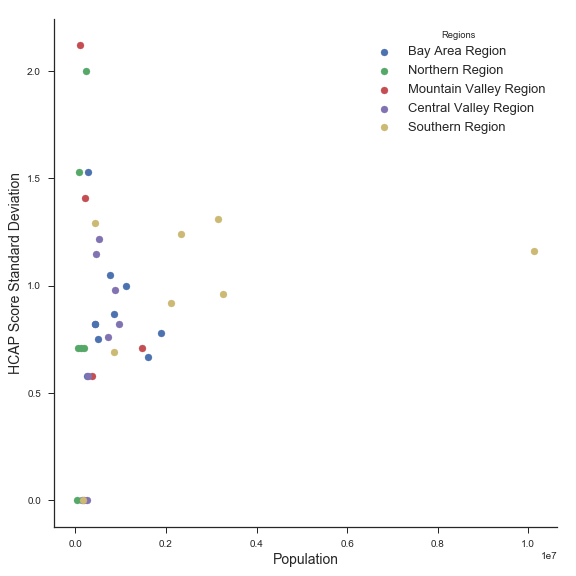 Regions
Bay Area Region
Northern Region
Mountain Valley Region
Central Valley Region
Southern Region
HCAP Score Standard Deviation
2.0
1.5
1.0
0.5
0.0
0.0 0.2 0.4 0.6 0.8 1.0
1e7
Population